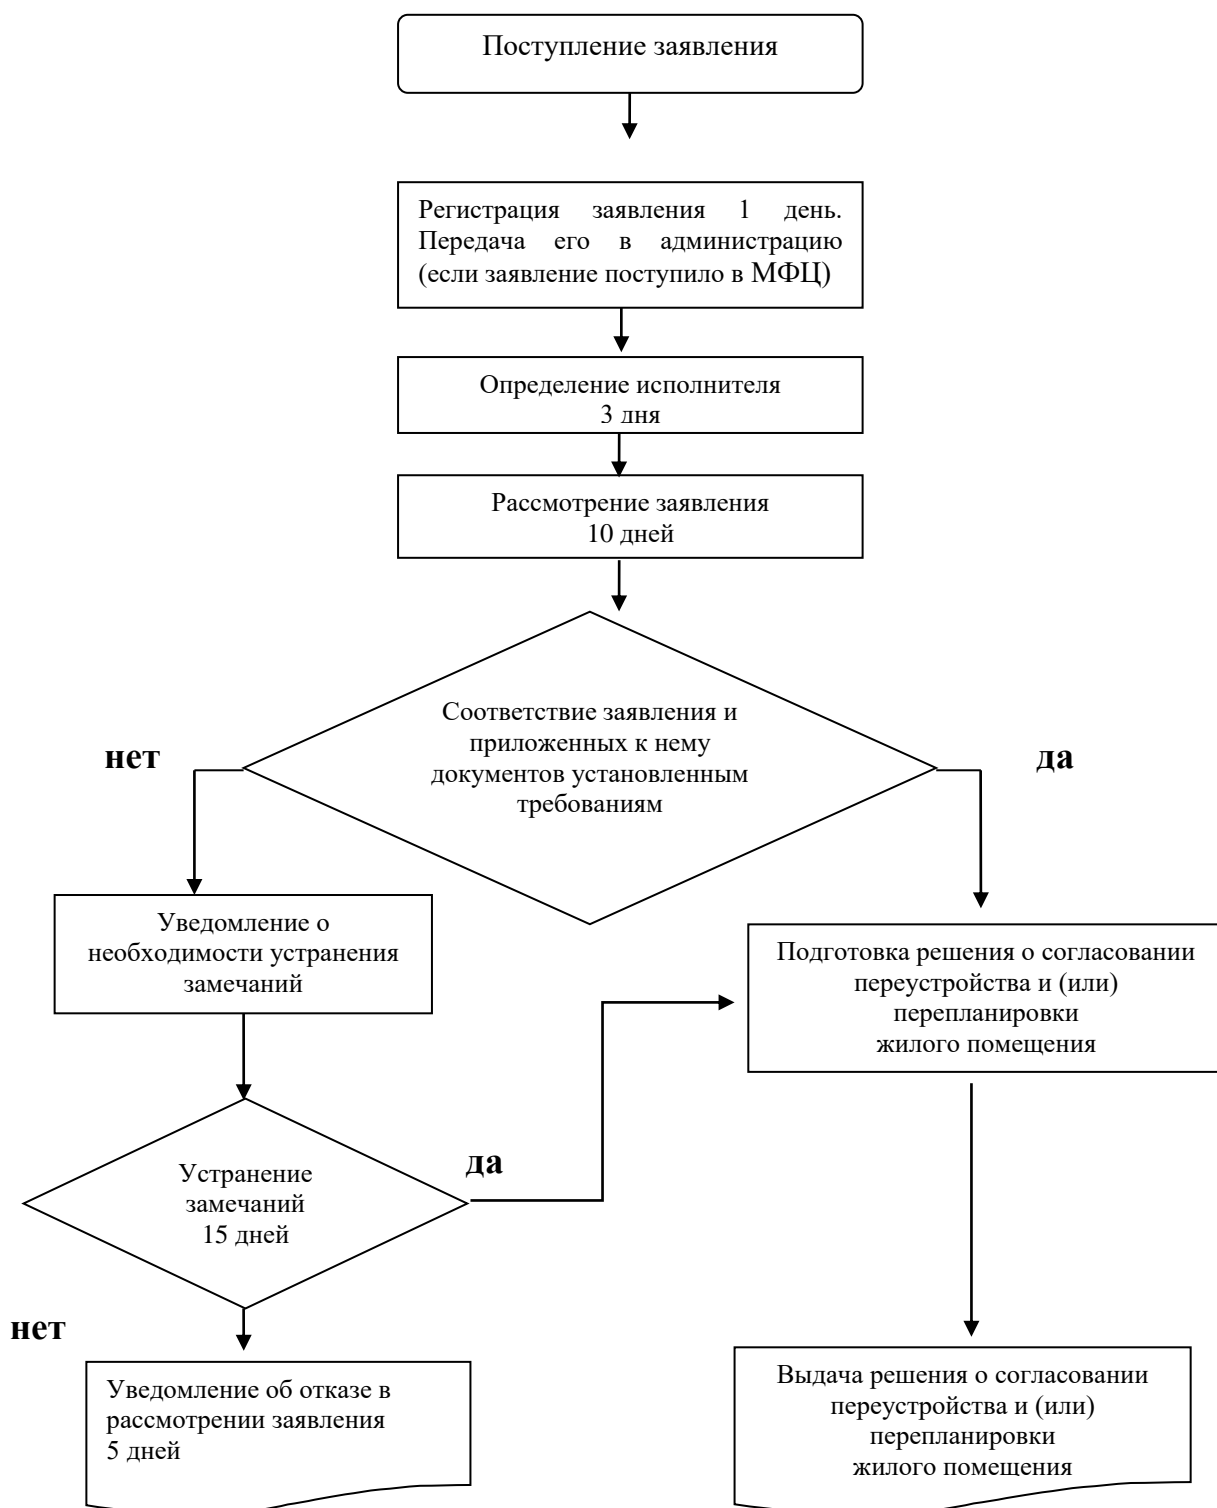 Поступление заявления
Регистрация заявления 1 день.
Передача его в администрацию
(если заявление поступило в МФЦ)
Определение исполнителя
3 дня
Рассмотрение заявления
10 дней
Соответствие заявления и
приложенных к нему
документов установленным
требованиям
нет
да
Уведомление о
необходимости устранения
замечаний
Подготовка решения о согласовании
переустройства и (или)
перепланировки
жилого помещения
Устранение
замечаний
15 дней
да
нет
Уведомление об отказе в
рассмотрении заявления
5 дней
Выдача решения о согласовании
переустройства и (или)
перепланировки
жилого помещения